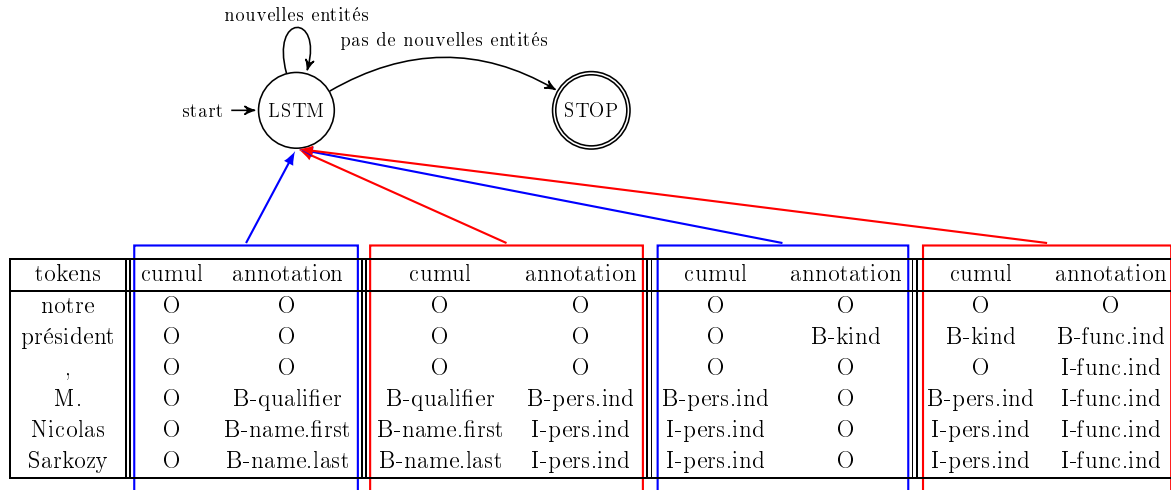 nouvelles entités
pas de nouvelles entités
start LSTM STOP
tokens cumul annotation cumul annotation cumul annotation cumul annotation
notre O O O O O O O O
président O O O O O B-kind B-kind B-func.ind
, O O O O O O O I-func.ind
M. O B-qualifier B-qualifier B-pers.ind B-pers.ind O B-pers.ind I-func.ind
Nicolas O B-name.first B-name.first I-pers.ind I-pers.ind O I-pers.ind I-func.ind
Sarkozy O B-name.last B-name.last I-pers.ind I-pers.ind O I-pers.ind I-func.ind